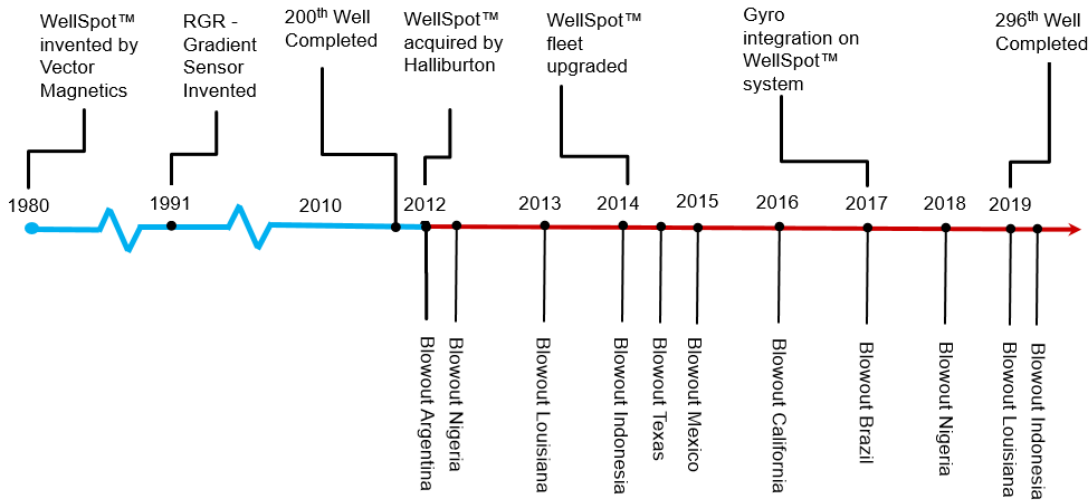 WellSpot™
invented by
Vector
Magnetics
RGR -
Gradient
Sensor
Invented
200th Well
Completed
WellSpot™
acquired by
Halliburton
WellSpot™
fleet
upgraded
Gyro
integration on
WellSpot™
system
296th Well
Completed
1980
1991
2010
2012
2013
2014
2015
2016
2017
2018
2019
Blowout Argentina
Blowout Nigeria
Blowout Louisiana
Blowout Indonesia
Blowout Texas
Blowout Mexico
Blowout California
Blowout Brazil
Blowout Nigeria
Blowout Louisiana
Blowout Indonesia